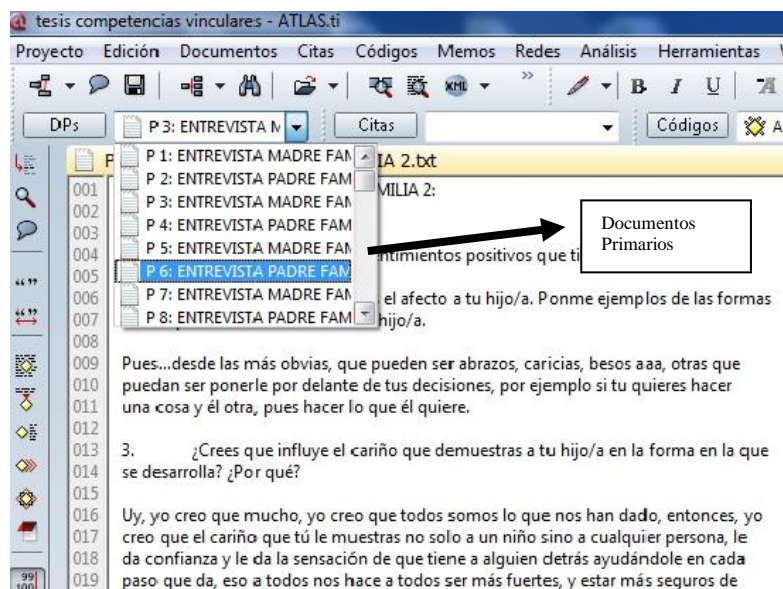 tesis competencias vinculares - ATLAS.ti
Proyecto Edición Documentos Citas Códigos Memos Redes Análisis Herramientas
XML » B I U A
DPs P 3: ENTREVISTA Citas Códigos
IA 2.txt
P 1: ENTREVISTA MADRE FAM
P 2: ENTREVISTA PADRE FAM
P 3: ENTREVISTA MADRE FAM
P 4: ENTREVISTA PADRE FAM
P 5: ENTREVISTA MADRE FAM
P 6: ENTREVISTA PADRE FAM
P 7: ENTREVISTA MADRE FAM
P 8: ENTREVISTA PADRE FAM
Documentos
Primarios
001 MILIA 2:
002
003
004 positivos que
005
006 el afecto a tu hijo/a. Ponme ejemplos de las formas
007 hijo/a.
008
009 Pues...desde las más obvias, que pueden ser abrazos, caricias, besos aaa, otras que
010 puedan ser ponerle por delante de tus decisiones, por ejemplo si tu quieres hacer
011 una cosa y él otra, pues hacer lo que él quiere.
012
013 3. ¿Crees que influye el cariño que demuestras a tu hijo/a en la forma en la que
014 se desarrolla? ¿Por qué?
015
016 Uy, yo creo que mucho, yo creo que todos somos lo que nos han dado, entonces, yo
017 creo que el cariño que tú le muestras no solo a un niño sino a cualquier persona, le
018 da confianza y le da la sensación de que tiene a alguien detrás ayudándole en cada
019 paso que da, eso a todos nos hace a todos ser más fuertes, y estar más seguros de